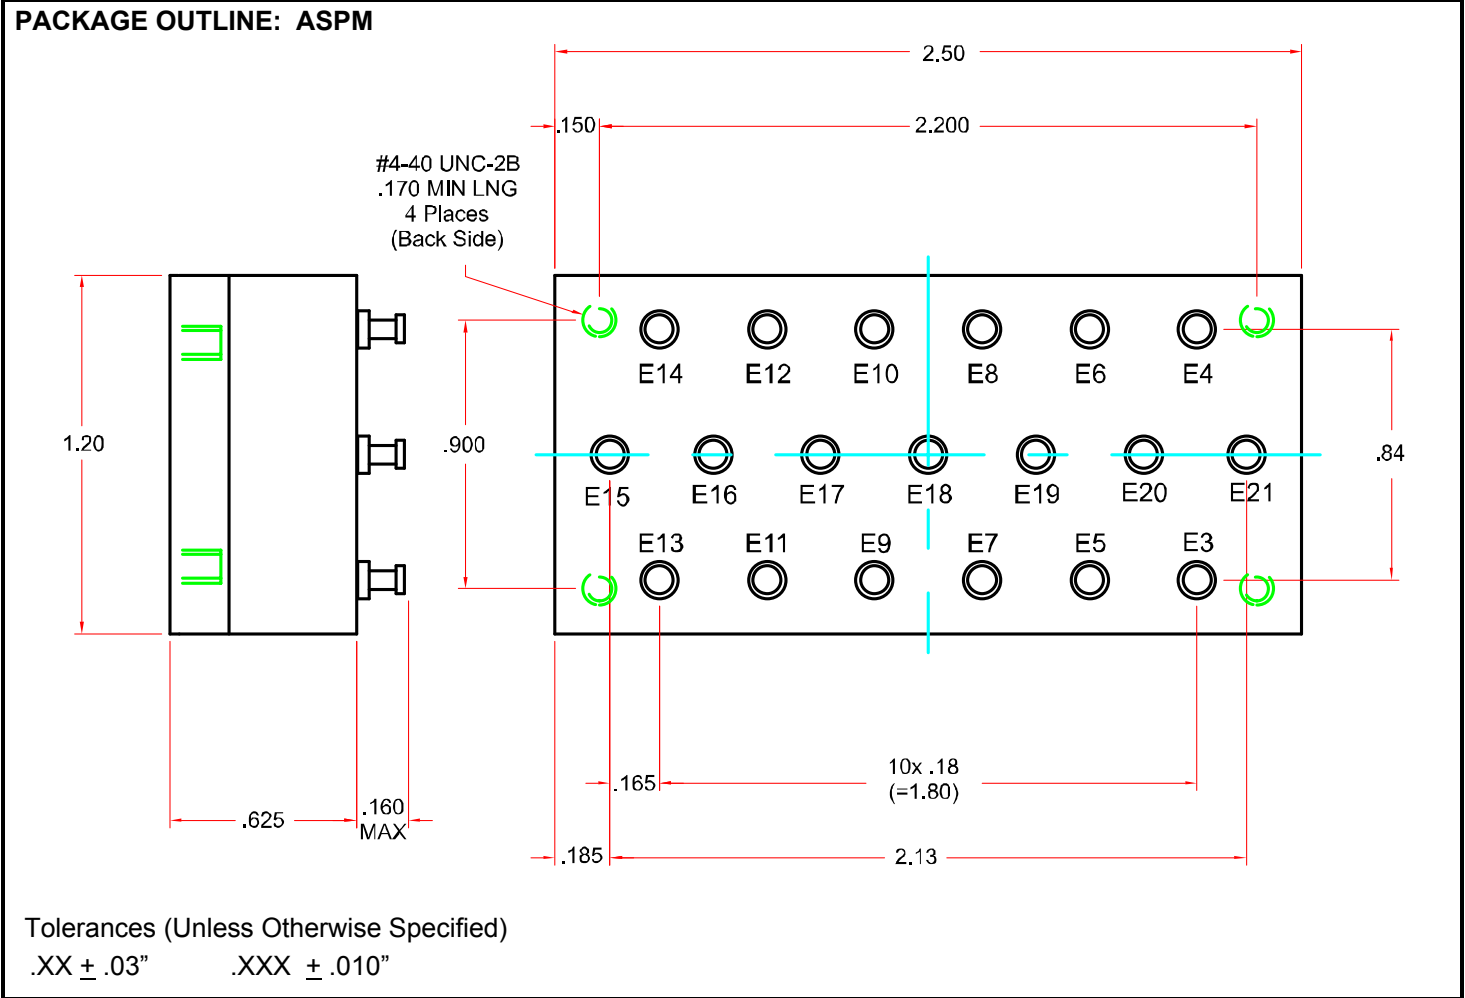 PACKAGE OUTLINE: ASPM
2.50
.150
2.200
#4-40 UNC-2B
.170 MIN LNG
4 Places
(Back Side)
E14 E12 E10 E8 E6 E4
1.20
.900
.84
E15 E16 E17 E18 E19 E20 E21
E13 E11 E9 E7 E5 E3
10x .18
(=1.80)
.165
.625
.160
MAX
.185
2.13
Tolerances (Unless Otherwise Specified)
.XX ± .03” .XXX ± .010”